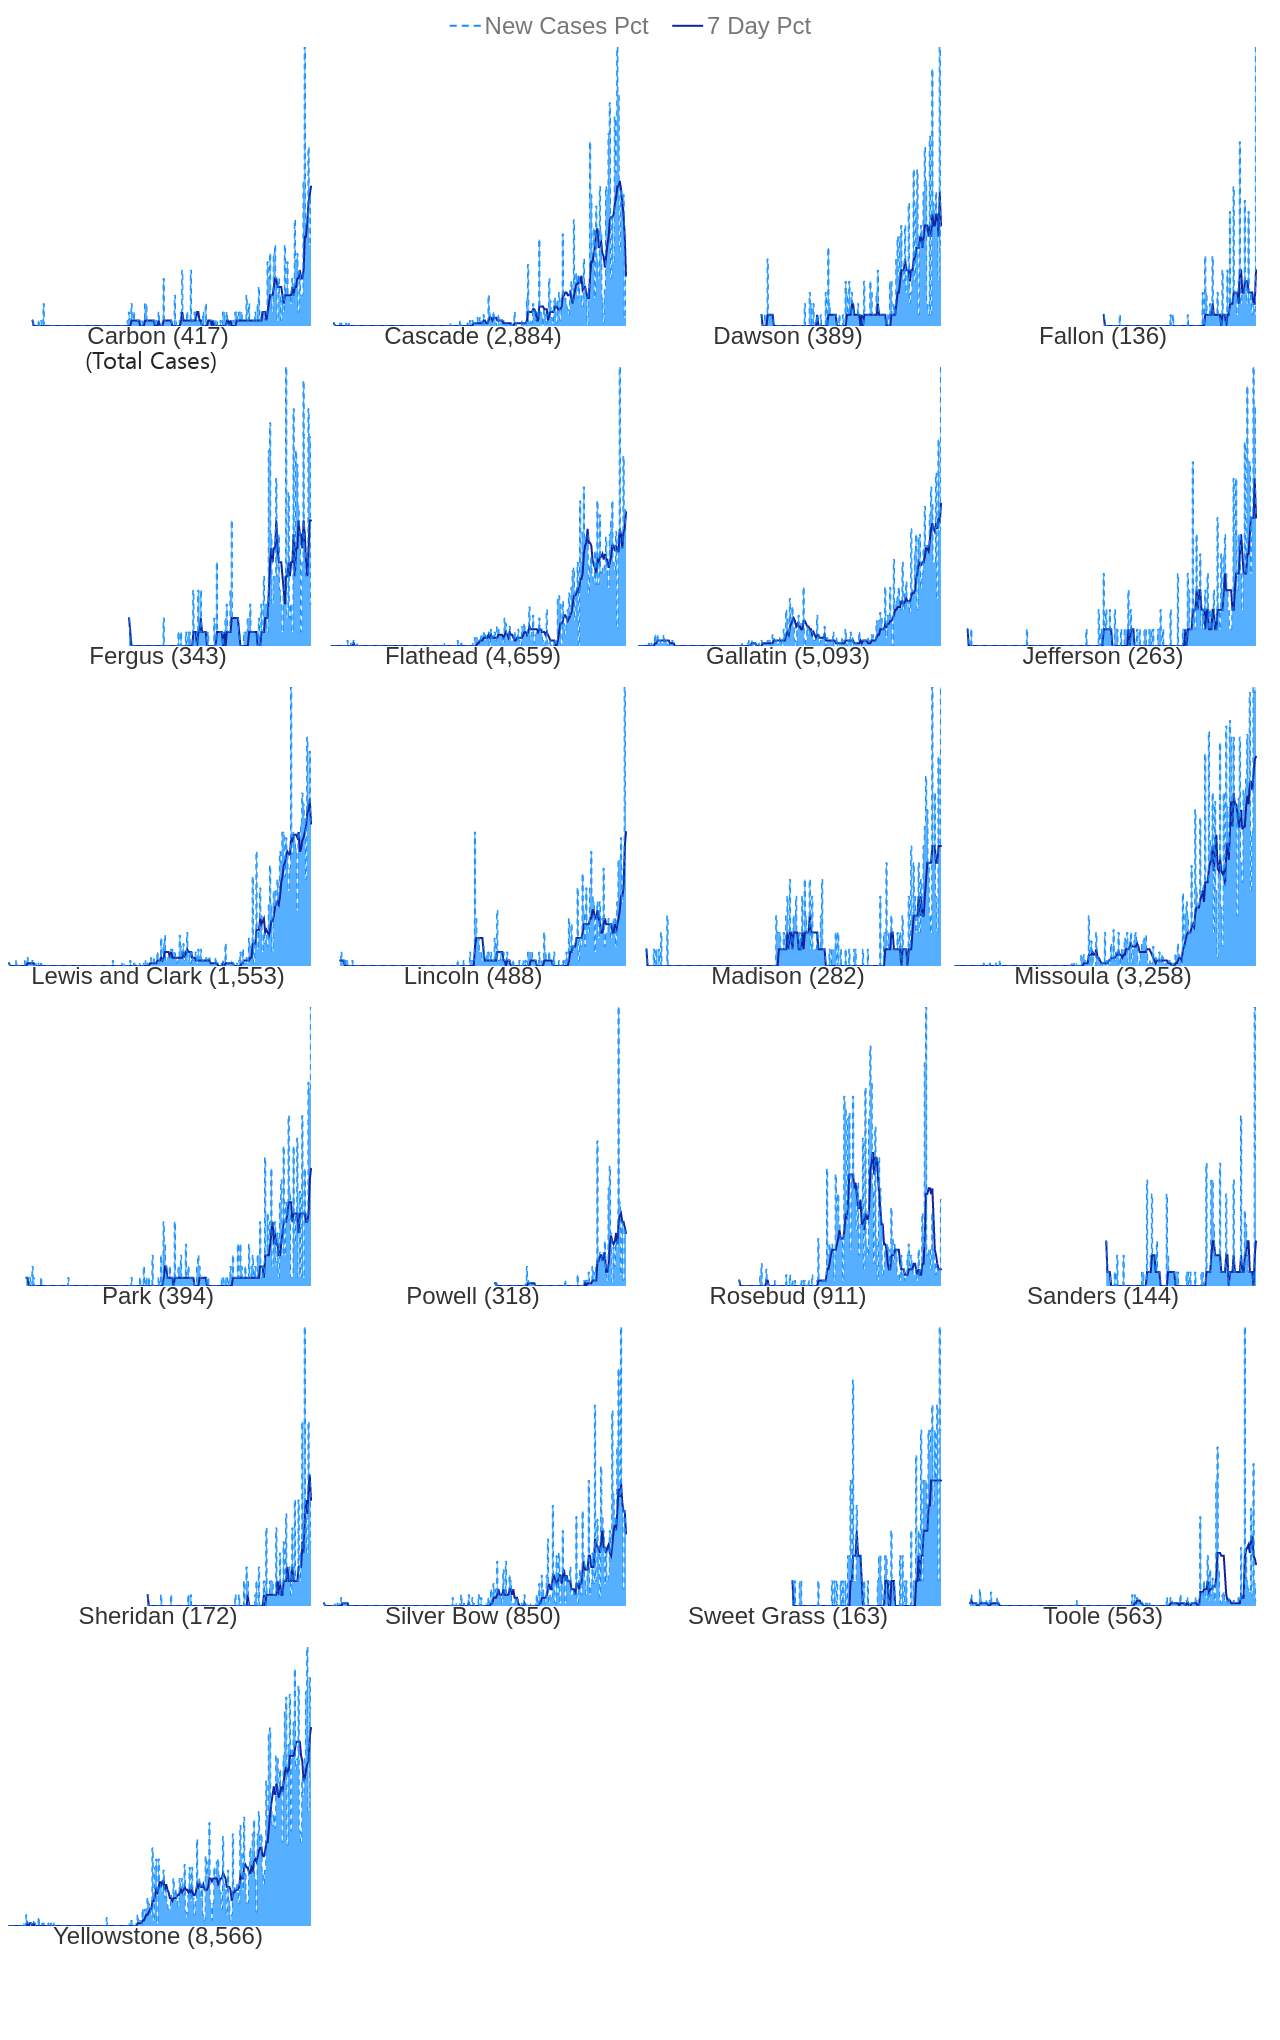 New Cases Pct 7 Day Pct
Carbon (417) Cascade (2,884) Dawson (389) Fallon (136)
(Total Cases)
Fergus (343) Flathead (4,659) Gallatin (5,093) Jefferson (263)
Lewis and Clark (1,553) Lincoln (488) Madison (282) Missoula (3,258)
Park (394) Powell (318) Rosebud (911) Sanders (144)
Sheridan (172) Silver Bow (850) Sweet Grass (163) Toole (563)
Yellowstone (8,566)